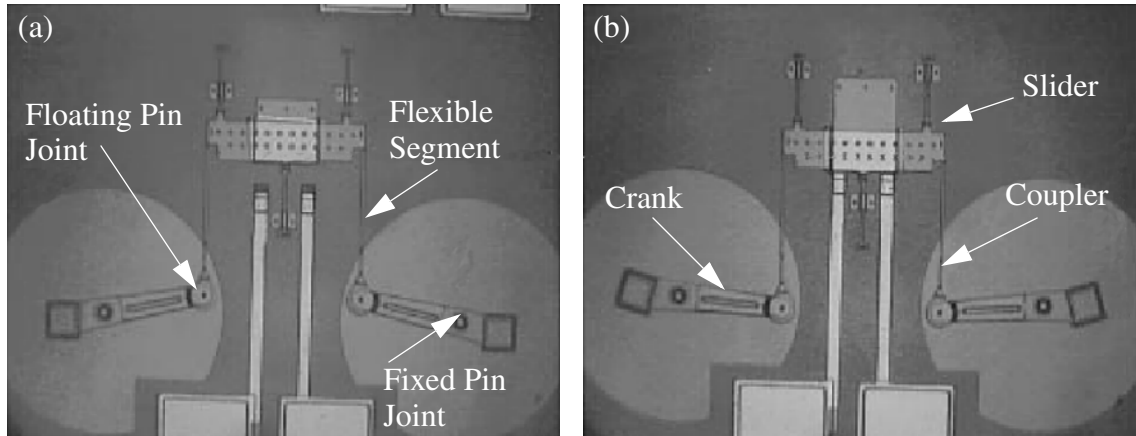 (a)
Floating Pin
Joint
Flexible
Segment
Fixed Pin
Joint
(b)
Slider
Crank
Coupler